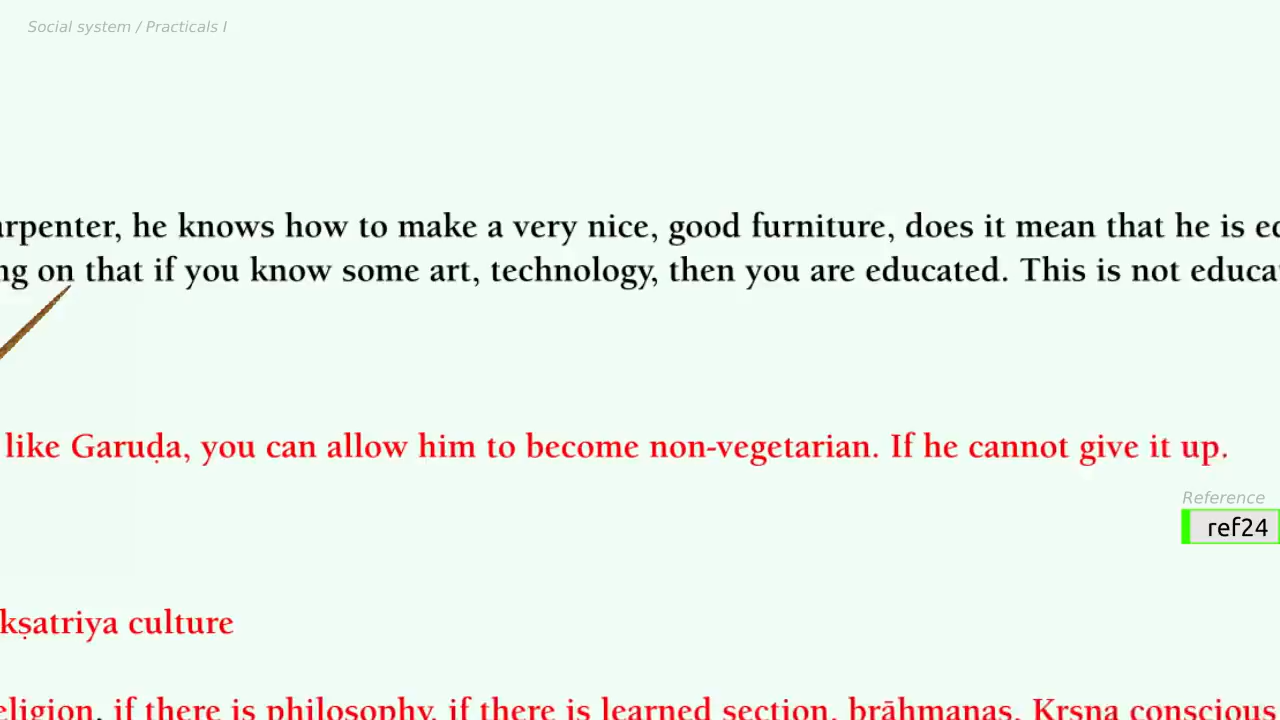 Social system / Practicals I
arpenter, he knows how to make a very nice, good furniture, does it mean that he is ed
ng on that if you know some art, technology, then you are educated. This is not educa
like Garuḍa, you can allow him to become non-vegetarian. If he cannot give it up.
Reference
ref24
kṣatriya culture
eligion, if there is philosophy, if there is learned section, brāhmaṇas, Kṛṣṇa conscious